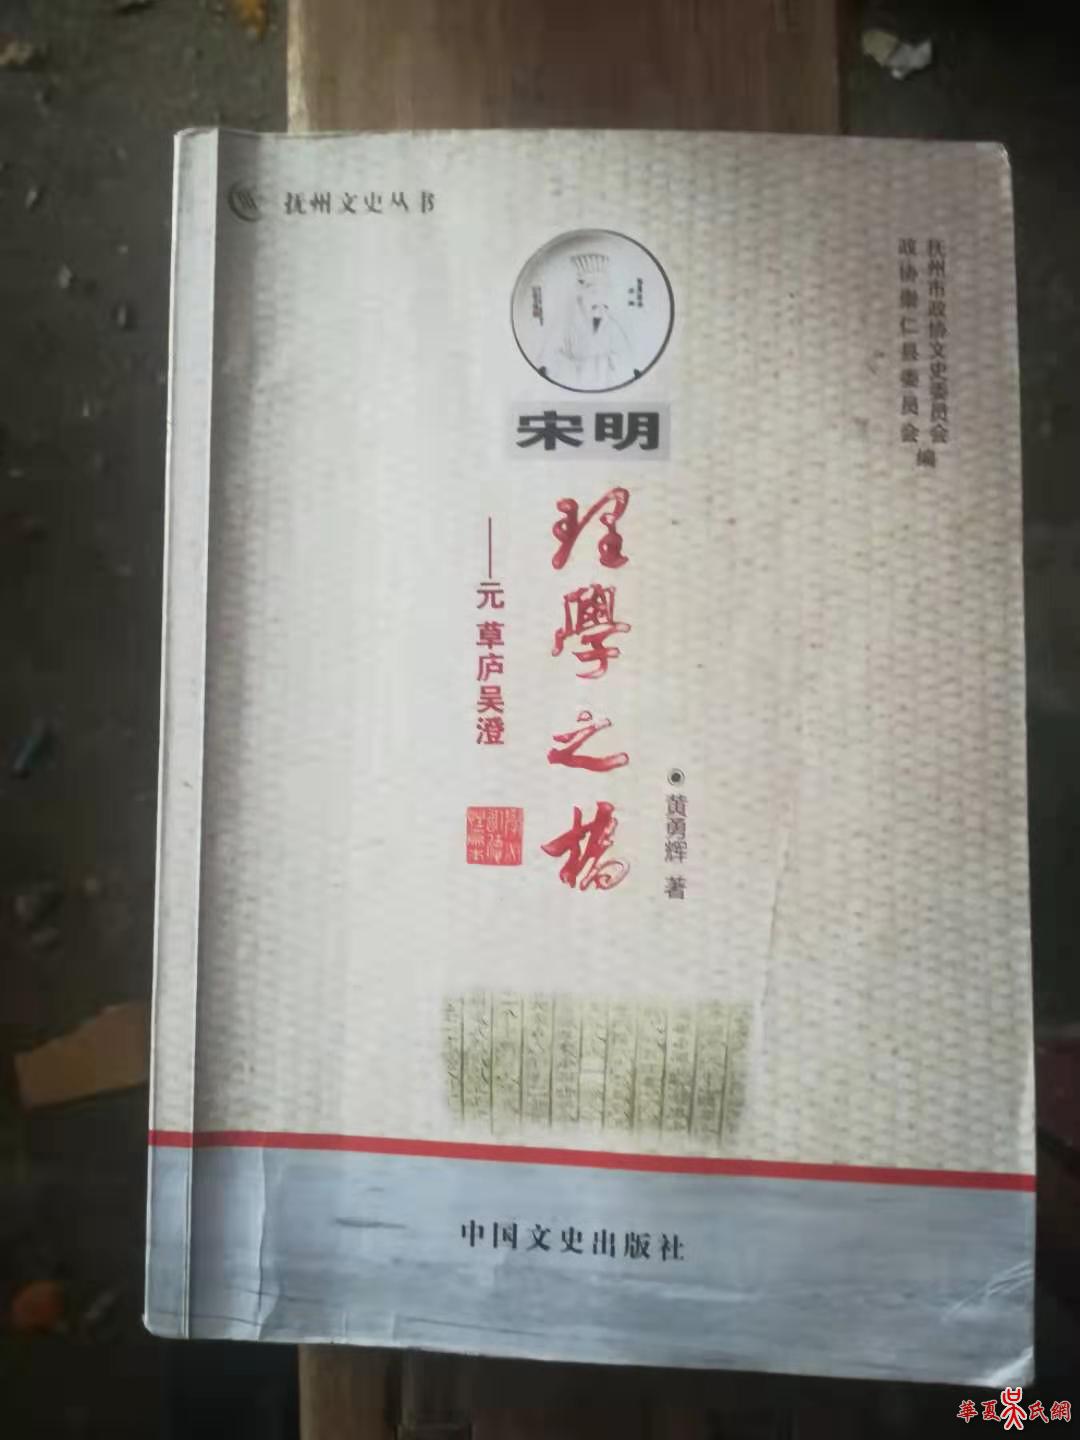 抚州文史丛书
抚州市政协文史委员会
政协崇仁县委员会
编
宋明
理學之橋
——元 草庐吴澄
黄勇辉 著
中国文史出版社
華夏吴氏網